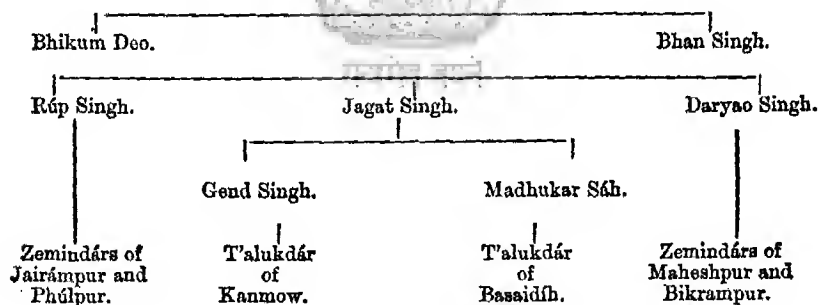 Bhikum Deo. Bhan Singh.
Rúp Singh. Jagat Singh. Daryao Singh.
Gend Singh. Madhukar Sáh.
Zemindárs of T'alukdár T'alukdár Zemindárs of
Jairámpur and of of Maheshpur and
Phúlpur. Kanmow. Basaidíh. Bikrampur.